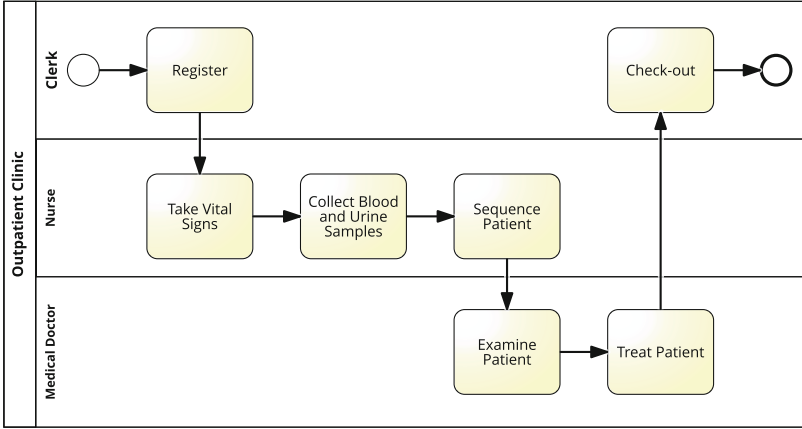 Outpatient Clinic
Clerk
Register
Check-out
Nurse
Take Vital
Signs
Collect Blood
and Urine
Samples
Sequence
Patient
Medical Doctor
Examine
Patient
Treat Patient